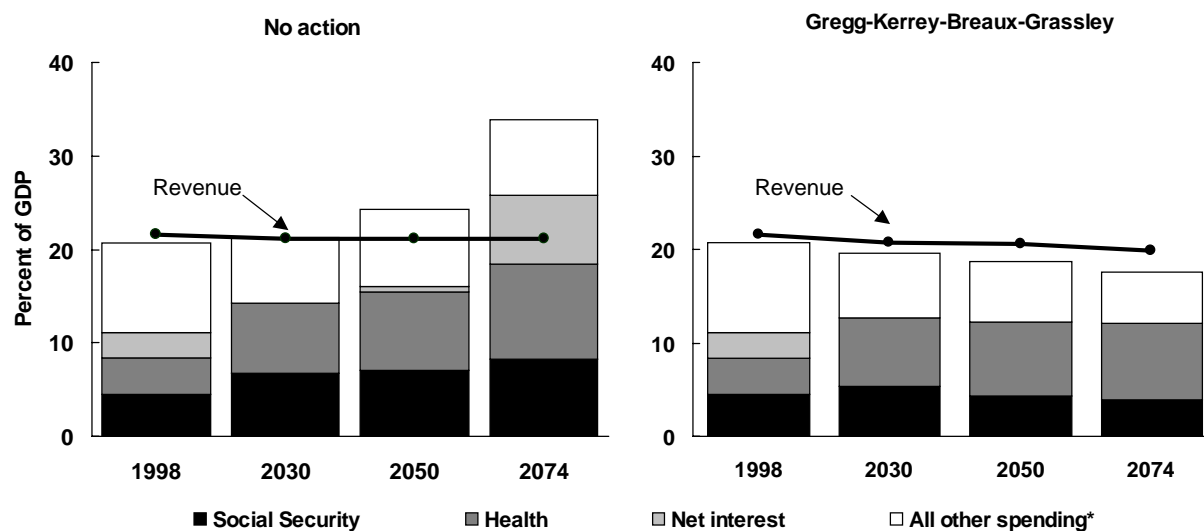 No action
Gregg-Kerrey-Breaux-Grassley
Percent of GDP
40
30
20
10
0
Revenue
1998 2030 2050 2074
40
30
20
10
0
Revenue
1998 2030 2050 2074
Social Security Health Net interest All other spending*